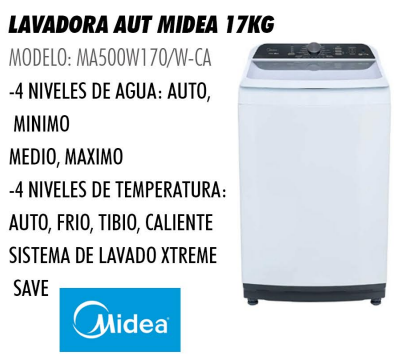 LAVADORA AUT MIDEA 17KG
MODELO: MA500W170/W-CA
-4 NIVELES DE AGUA: AUTO,
MINIMO
MEDIO, MAXIMO
-4 NIVELES DE TEMPERATURA:
AUTO, FRIO, TIBIO, CALIENTE
SISTEMA DE LAVADO XTREME
SAVE
Midea